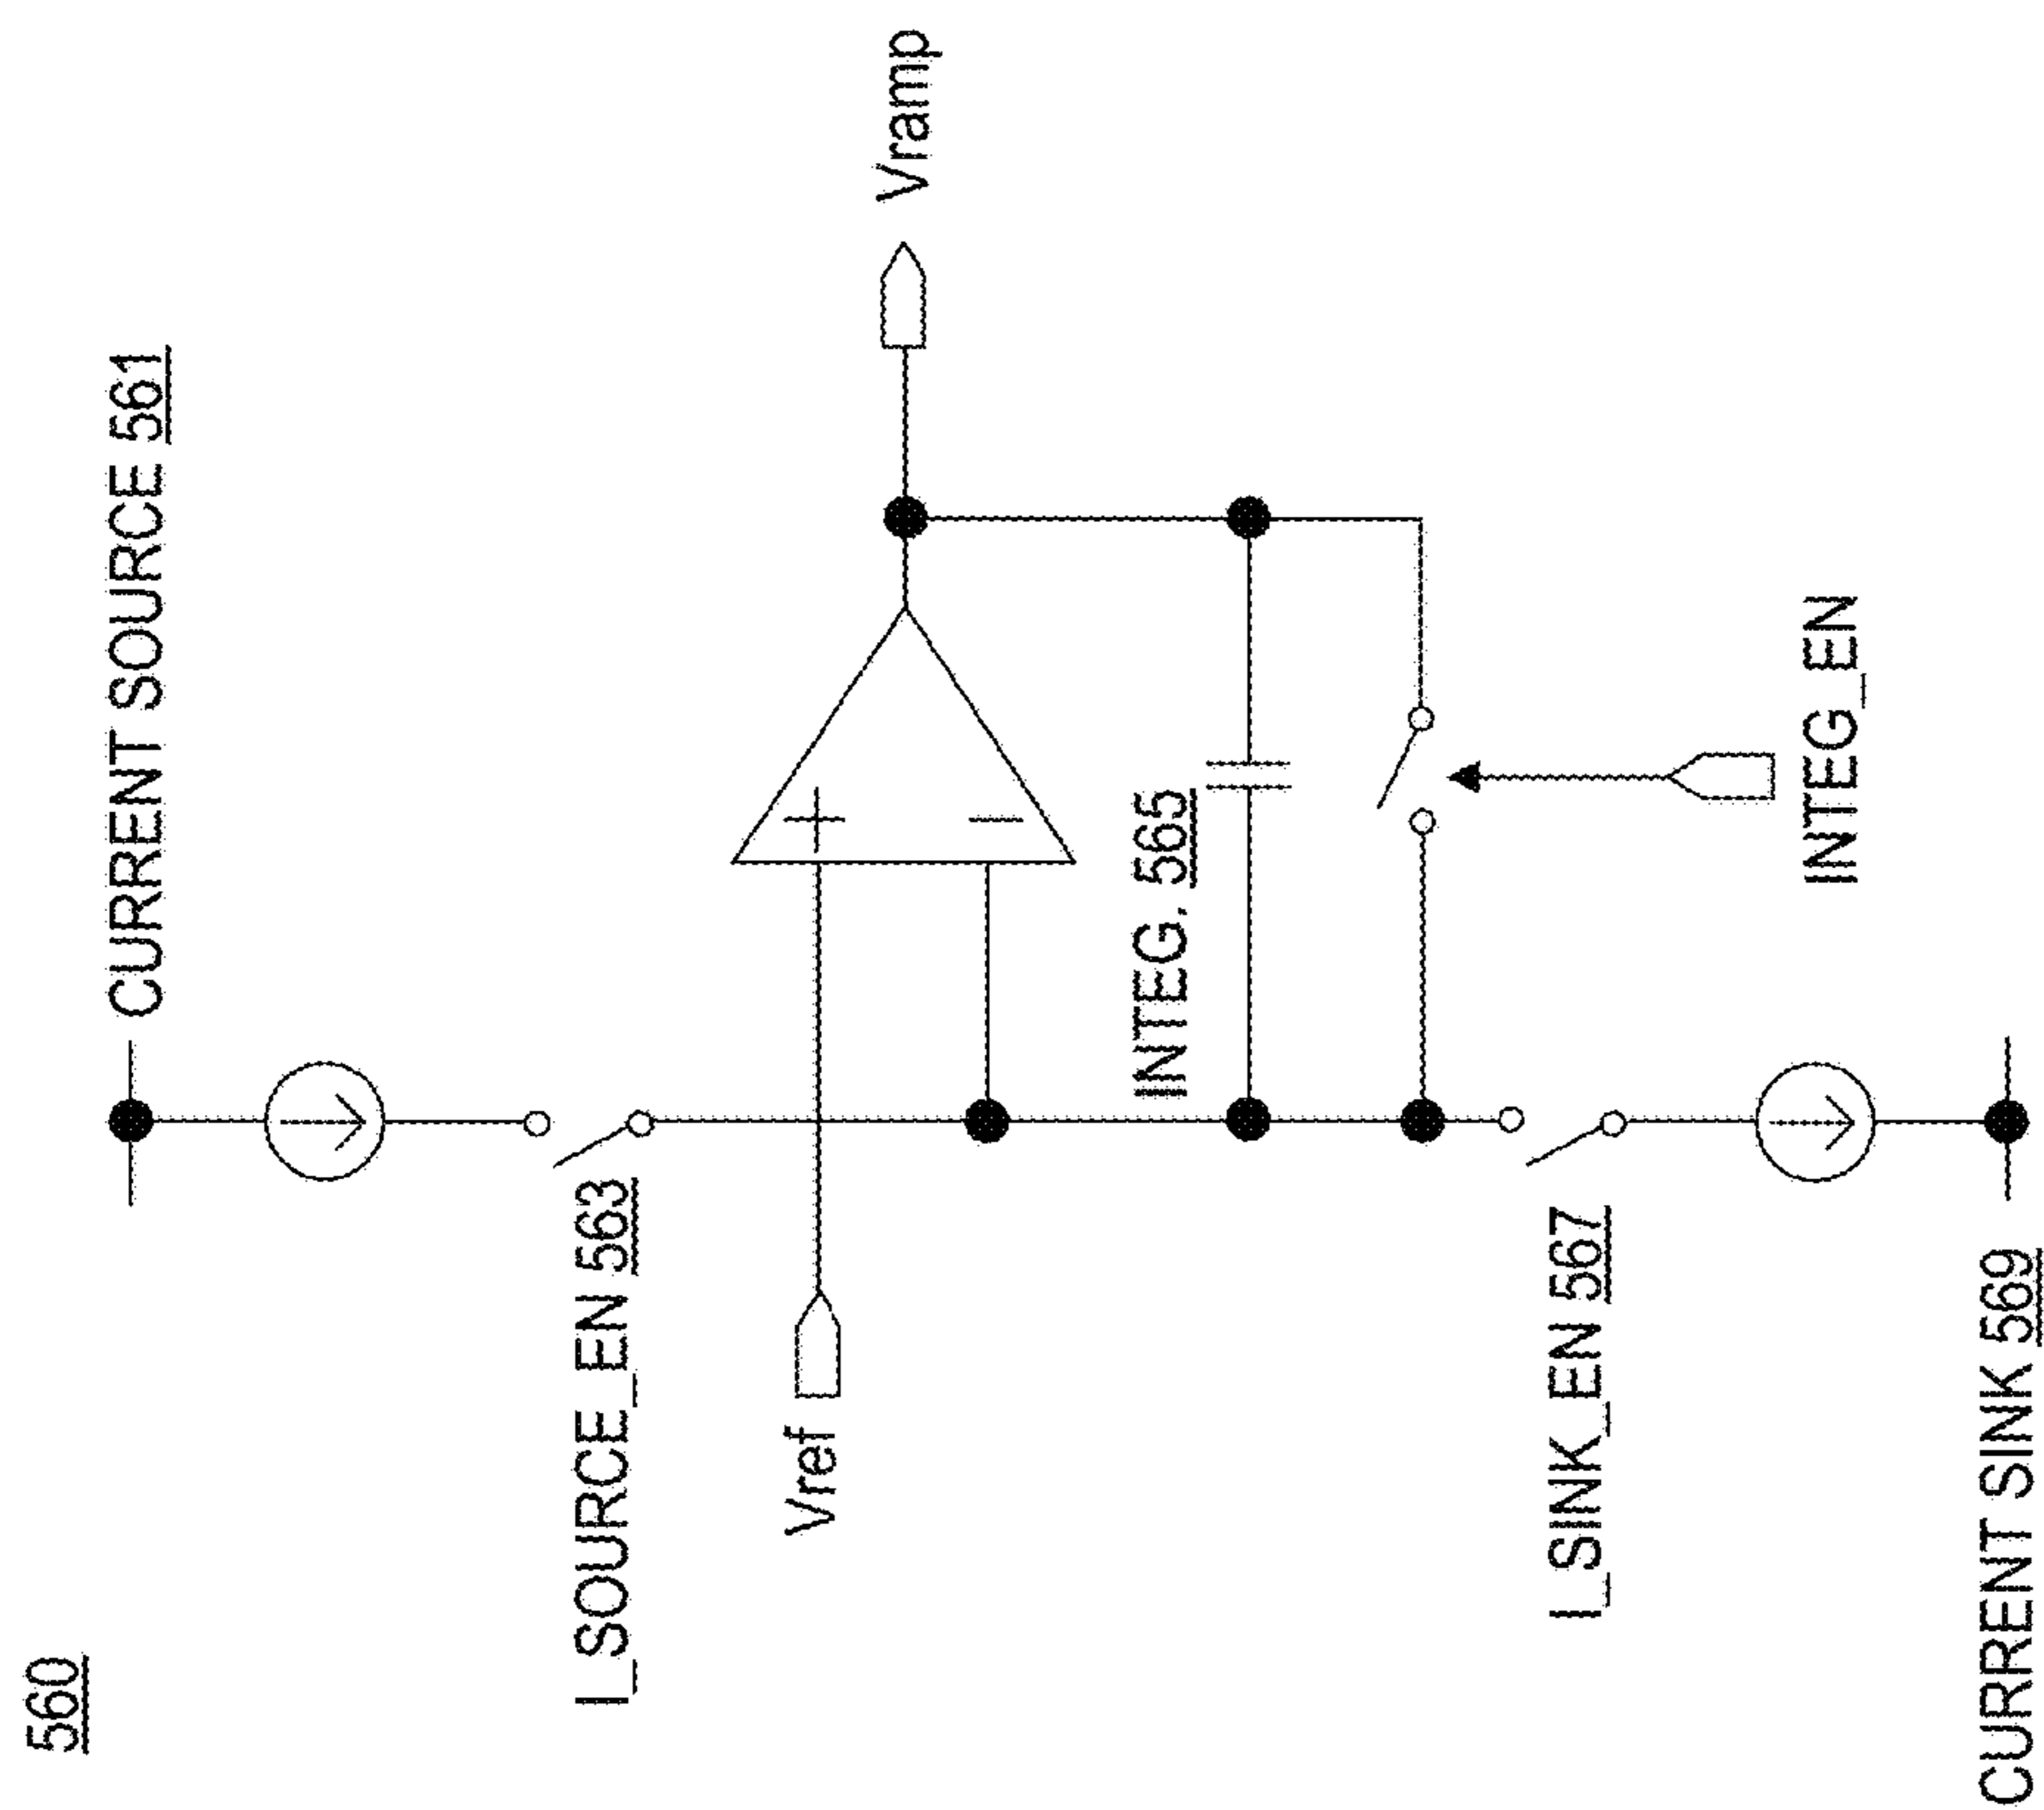 560
CURRENT SOURCE 561
I_SOURCE_EN 563
Vref
+
−
Vramp
INTEG. 565
I_SINK_EN 567
INTEG_EN
CURRENT SINK 569